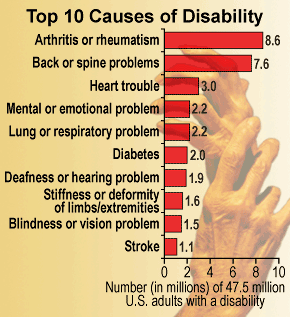 Top 10 Causes of Disability
Arthritis or rheumatism 8.6
Back or spine problems 7.6
Heart trouble 3.0
Mental or emotional problem 2.2
Lung or respiratory problem 2.2
Diabetes 2.0
Deafness or hearing problem 1.9
Stiffness or deformity
of limbs/extremities 1.6
Blindness or vision problem 1.5
Stroke 1.1
0 2 4 6 8 10
Number (in millions) of 47.5 million
U.S. adults with a disability